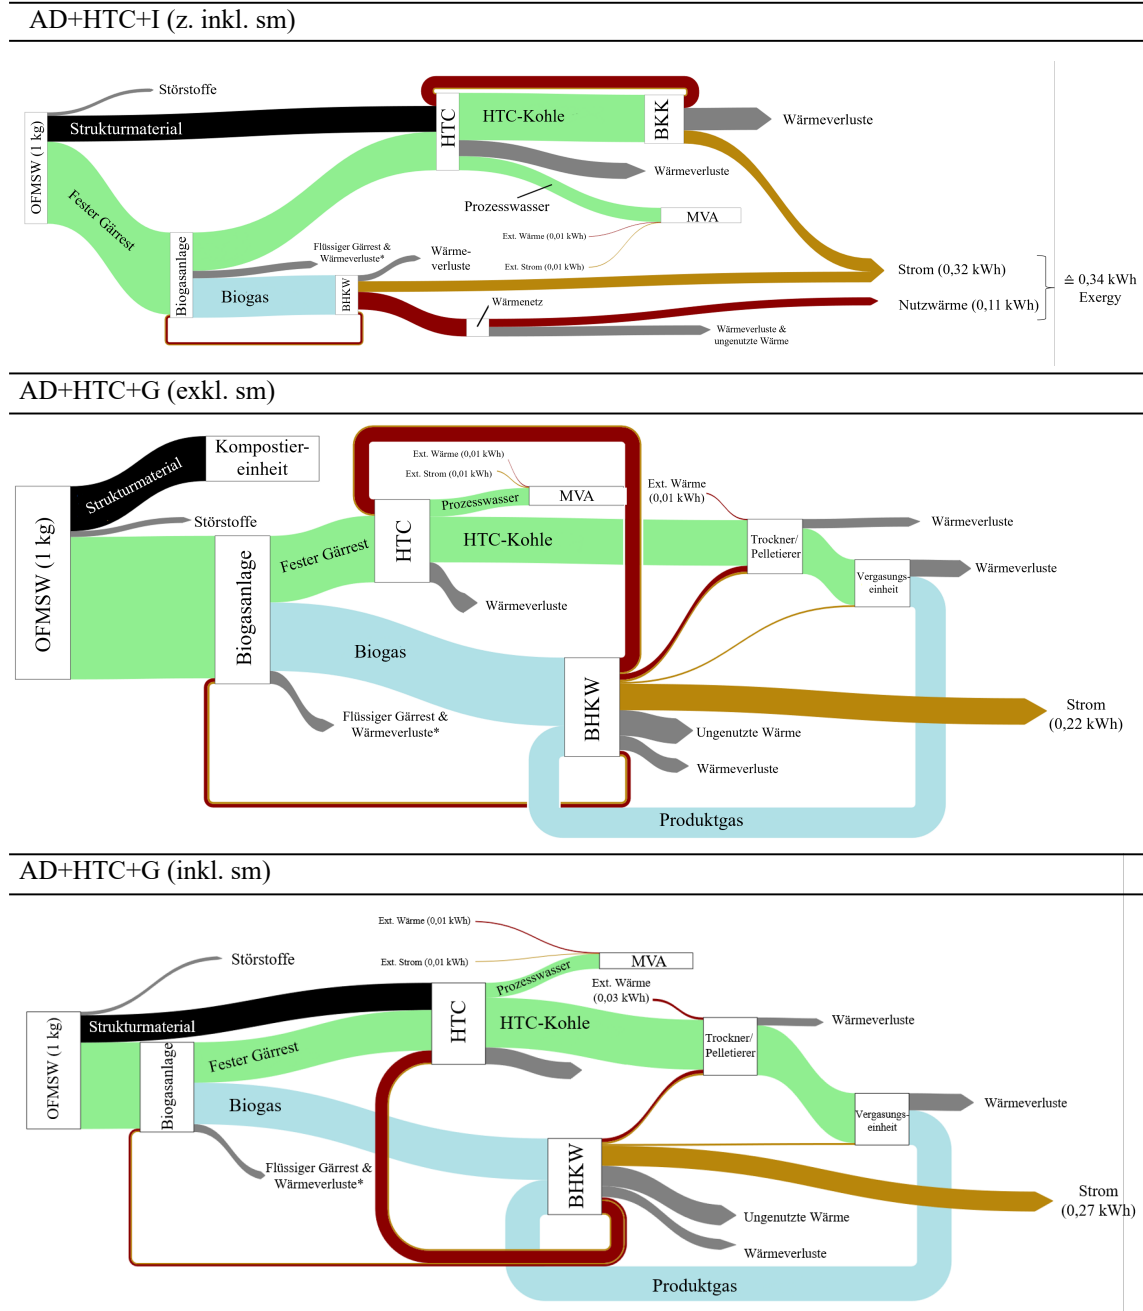 AD+HTC+I (z. inkl. sm)
Störstoffe
OFMSW (1 kg)
Strukturmaterial
Fester Gärrest
HTC
HTC-Kohle
BKK
Wärmeverluste
Wärmeverluste
Prozesswasser
MVA
Ext. Wärme (0,01 kWh)
Ext. Strom (0,01 kWh)
Biogasanlage
Flüssiger Gärrest &
Wärmeverluste*
Wärme-
verluste
Biogas
BHKW
Wärmenetz
Strom (0,32 kWh)
Nutzwärme (0,11 kWh)
≙ 0,34 kWh
Exergy
Wärmeverluste &
ungenutzte Wärme
AD+HTC+G (exkl. sm)
Kompostier-
einheit
Strukturmaterial
OFMSW (1 kg)
Störstoffe
Biogasanlage
Fester Gärrest
Ext. Wärme (0,01 kWh)
Ext. Strom (0,01 kWh)
Prozesswasser
MVA
HTC
HTC-Kohle
Ext. Wärme
(0,01 kWh)
Trockner/
Pelletierer
Wärmeverluste
Vergasungs-
einheit
Wärmeverluste
Wärmeverluste
Biogas
BHKW
Flüssiger Gärrest &
Wärmeverluste*
Strom
(0,22 kWh)
Ungenutzte Wärme
Wärmeverluste
Produktgas
AD+HTC+G (inkl. sm)
Ext. Wärme (0,01 kWh)
Ext. Strom (0,01 kWh)
Störstoffe
Prozesswasser
MVA
Ext. Wärme
(0,03 kWh)
OFMSW (1 kg)
Strukturmaterial
Biogasanlage
Fester Gärrest
HTC
HTC-Kohle
Trockner/
Pelletierer
Wärmeverluste
Biogas
Vergasungs-
einheit
Wärmeverluste
Flüssiger Gärrest &
Wärmeverluste*
BHKW
Strom
(0,27 kWh)
Ungenutzte Wärme
Wärmeverluste
Produktgas